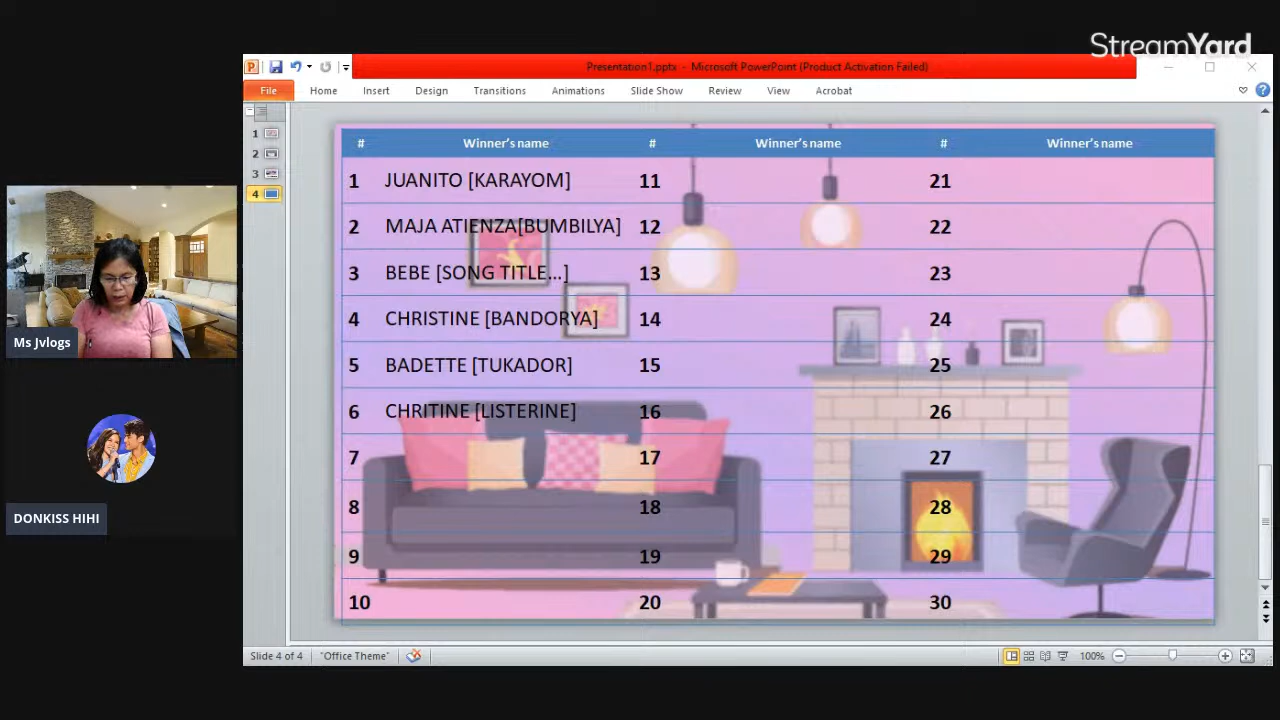 StreamYard
Presentation1.pptx - Microsoft PowerPoint (Product Activation Failed)
File Home Insert Design Transitions Animations Slide Show Review View Acrobat
1
2
3
4
# Winner's name # Winner's name # Winner's name
1 JUANITO [KARAYOM] 11 21
2 MAJA ATIENZA[BUMBILYA] 12 22
3 BEBE [SONG TITLE...] 13 23
4 CHRISTINE [BANDORYA] 14 24
5 BADETTE [TUKADOR] 15 25
6 CHRITINE [LISTERINE] 16 26
7 17 27
8 18 28
9 19 29
10 20 30
Ms Jvlogs
DONKISS HIHI
Slide 4 of 4 "Office Theme" 100%